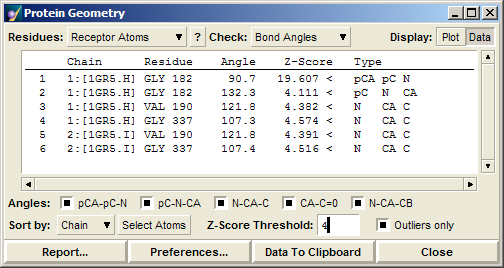 Protein Geometry
Residues: Receptor Atoms ? Check: Bond Angles Display: Plot Data
Chain Residue Angle Z-Score Type
1 1:[1GR5.H] GLY 182 90.7 19.607 < pCA pC N
2 1:[1GR5.H] GLY 182 132.3 4.111 < pC N CA
3 1:[1GR5.H] VAL 190 121.8 4.382 < N CA C
4 1:[1GR5.H] GLY 337 107.3 4.574 < N CA C
5 2:[1GR5.I] VAL 190 121.8 4.391 < N CA C
6 2:[1GR5.I] GLY 337 107.4 4.516 < N CA C
Angles: pCA-pC-N pC-N-CA N-CA-C CA-C=0 N-CA-CB
Sort by: Chain Select Atoms Z-Score Threshold: 4 Outliers only
Report... Preferences... Data To Clipboard Close